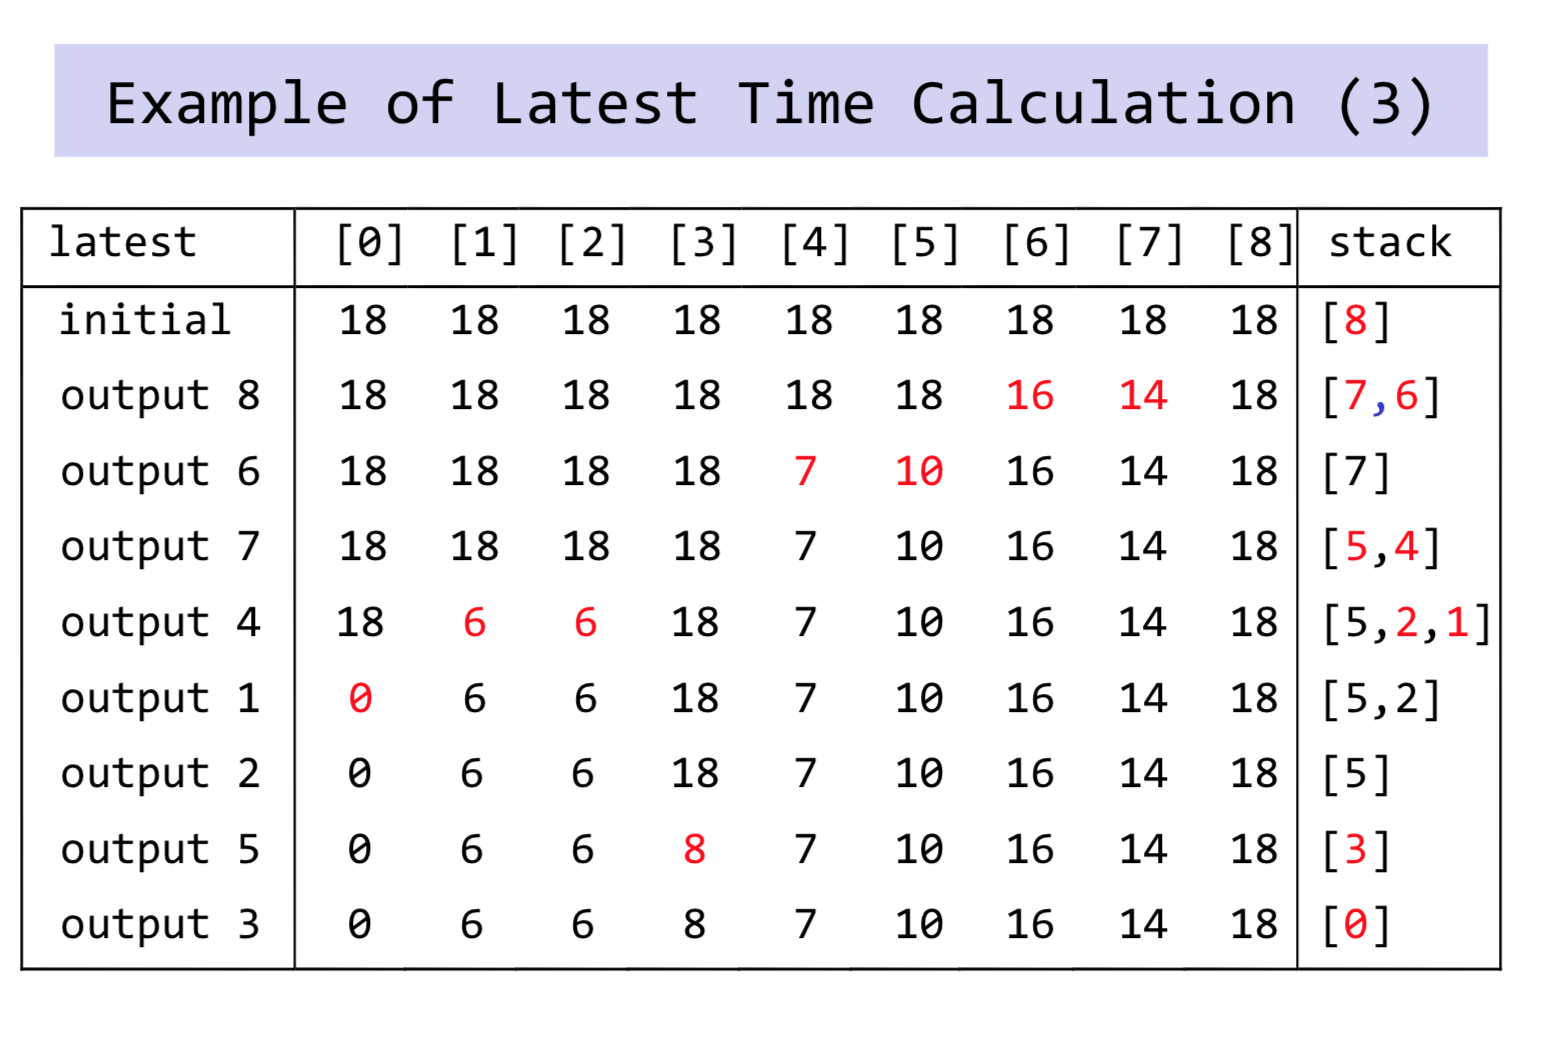 Example of Latest Time Calculation (3)
latest [0] [1] [2] [3] [4] [5] [6] [7] [8] stack
initial 18 18 18 18 18 18 18 18 18 [8]
output 8 18 18 18 18 18 18 16 14 18 [7,6]
output 6 18 18 18 18 7 10 16 14 18 [7]
output 7 18 18 18 18 7 10 16 14 18 [5,4]
output 4 18 6 6 18 7 10 16 14 18 [5,2,1]
output 1 0 6 6 18 7 10 16 14 18 [5,2]
output 2 0 6 6 18 7 10 16 14 18 [5]
output 5 0 6 6 8 7 10 16 14 18 [3]
output 3 0 6 6 8 7 10 16 14 18 [0]